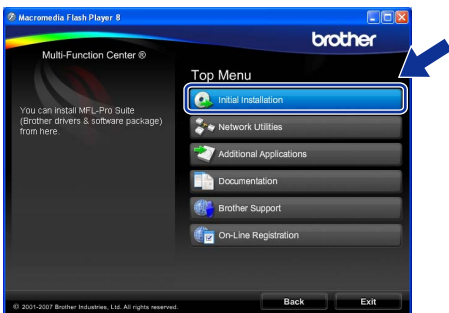 Macromedia Flash Player 8
brother
Multi-Function Center ®
Top Menu
Initial Installation
You can install MFL-Pro Suite
(Brother drivers & software package)
from here.
Network Utilities
Additional Applications
Documentation
Brother Support
On-Line Registration
© 2001-2007 Brother Industries, Ltd. All rights reserved.
Back
Exit